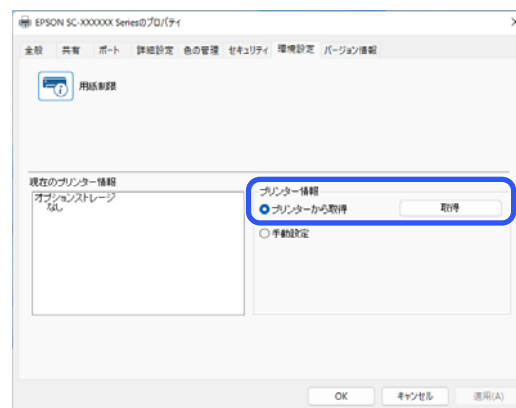 EPSON SC-XXXXXX Seriesのプロパティ
全般 共有 ポート 詳細設定 色の管理 セキュリティ 環境設定 バージョン情報
用紙制限
現在のプリンター情報
オプションストレージ
なし
プリンター情報
プリンターから取得 取得
手動設定
OK キャンセル 適用(A)